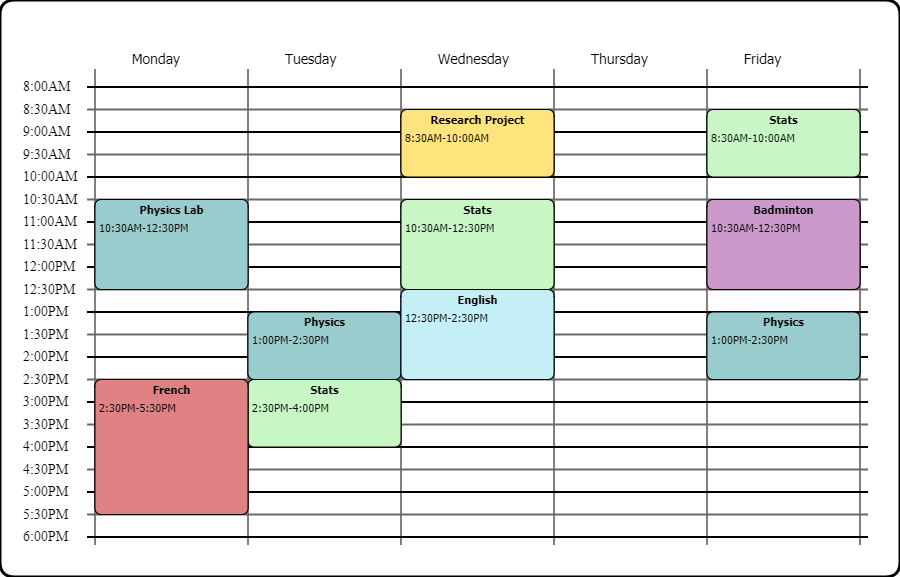 Monday Tuesday Wednesday Thursday Friday
8:00AM
8:30AM
Research Project Stats
9:00AM
8:30AM-10:00AM 8:30AM-10:00AM
9:30AM
10:00AM
10:30AM
Physics Lab Stats Badminton
11:00AM
10:30AM-12:30PM 10:30AM-12:30PM 10:30AM-12:30PM
11:30AM
12:00PM
12:30PM
English
1:00PM
12:30PM-2:30PM
Physics Physics
1:30PM
1:00PM-2:30PM 1:00PM-2:30PM
2:00PM
2:30PM
French Stats
3:00PM
2:30PM-5:30PM 2:30PM-4:00PM
3:30PM
4:00PM
4:30PM
5:00PM
5:30PM
6:00PM